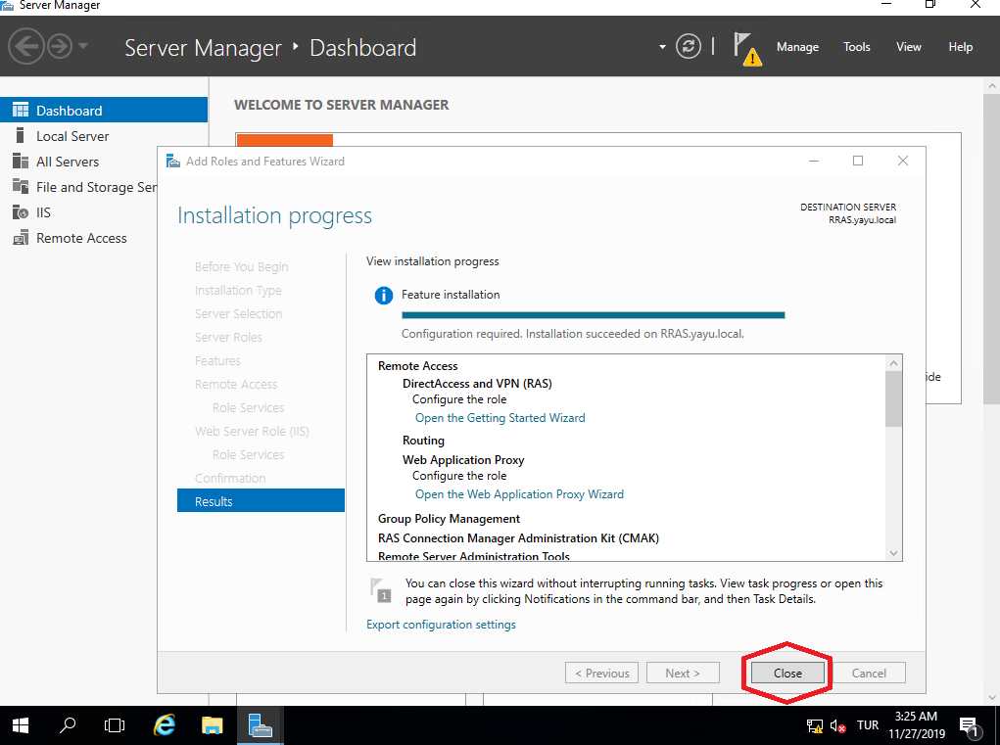 Server Manager
Server Manager ‣ Dashboard
Manage
Tools
View
Help
Dashboard
Local Server
All Servers
File and Storage Ser
IIS
Remote Access
WELCOME TO SERVER MANAGER
Add Roles and Features Wizard
Installation progress
DESTINATION SERVER
RRAS.yayu.local
Before You Begin
Installation Type
Server Selection
Server Roles
Features
Remote Access
Role Services
Web Server Role (IIS)
Role Services
Confirmation
Results
View installation progress
Feature installation
Configuration required. Installation succeeded on RRAS.yayu.local.
Remote Access
DirectAccess and VPN (RAS)
Configure the role
Open the Getting Started Wizard
Routing
Web Application Proxy
Configure the role
Open the Web Application Proxy Wizard
Group Policy Management
RAS Connection Manager Administration Kit (CMAK)
Remote Server Administration Tools
ide
1
You can close this wizard without interrupting running tasks. View task progress or open this
page again by clicking Notifications in the command bar, and then Task Details.
Export configuration settings
< Previous
Next >
Close
Cancel
TUR
3:25 AM
11/27/2019
1